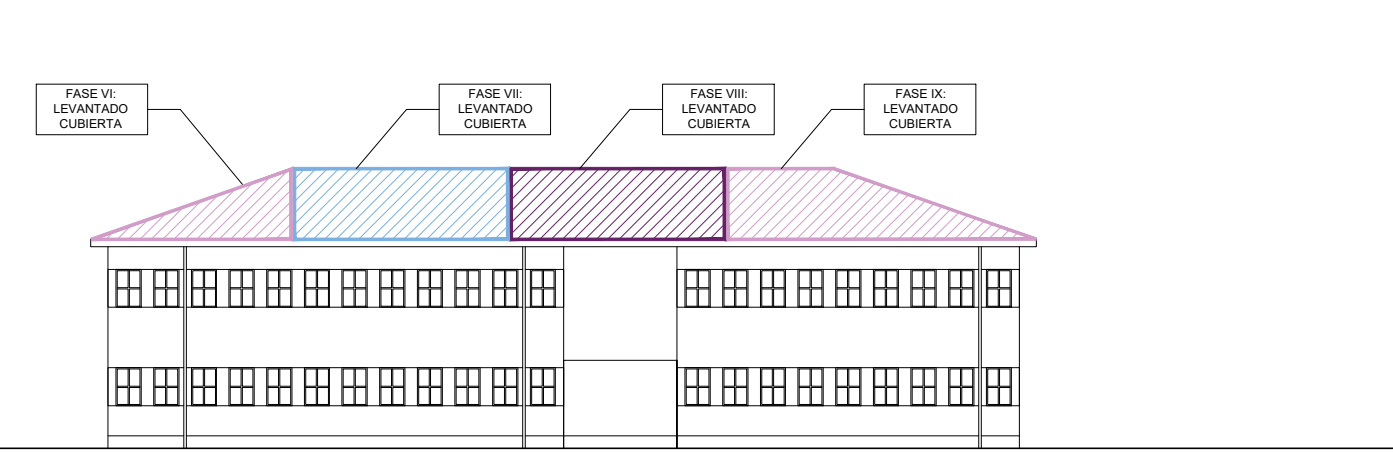 FASE VI:
LEVANTADO
CUBIERTA
FASE VII:
LEVANTADO
CUBIERTA
FASE VIII:
LEVANTADO
CUBIERTA
FASE IX:
LEVANTADO
CUBIERTA